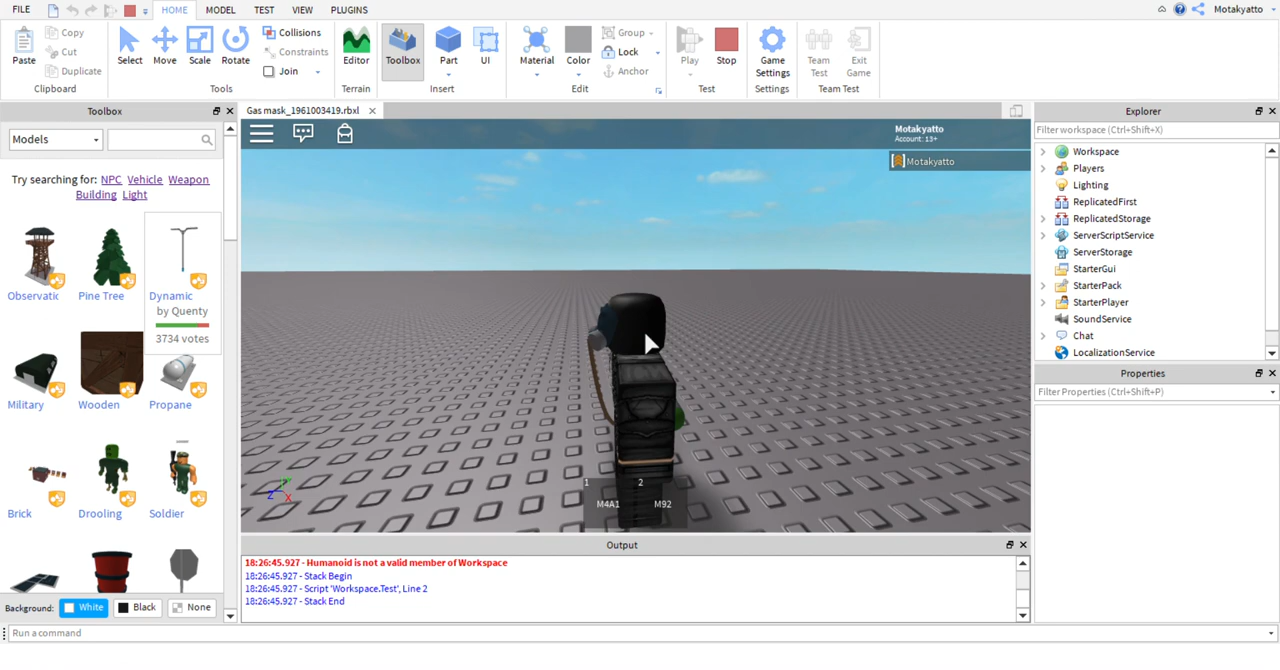 FILE HOME MODEL TEST VIEW PLUGINS Motakyatto
Paste Copy Cut Duplicate Clipboard
Select Move Scale Rotate Collisions Constraints Join Tools
Editor Terrain
Toolbox Part UI Insert
Material Color Group Lock Anchor Edit
Play Stop Test
Game Settings Settings
Team Test Exit Game Team Test
Toolbox
Models
Try searching for: NPC Vehicle Weapon
Building Light
Observatic Pine Tree Dynamic
by Quenty
3734 votes
Military Wooden Propane
Brick Drooling Soldier
Background: White Black None
Gas mask_1961003419.rbxl
Motakyatto
Account: 13+
Motakyatto
1 2
M4A1 M92
Z Y X
Output
18:26:45.927 - Humanoid is not a valid member of Workspace
18:26:45.927 - Stack Begin
18:26:45.927 - Script 'Workspace.Test', Line 2
18:26:45.927 - Stack End
Explorer
Filter workspace (Ctrl+Shift+X)
Workspace
Players
Lighting
ReplicatedFirst
ReplicatedStorage
ServerScriptService
ServerStorage
StarterGui
StarterPack
StarterPlayer
SoundService
Chat
LocalizationService
Properties
Filter Properties (Ctrl+Shift+P)
Run a command